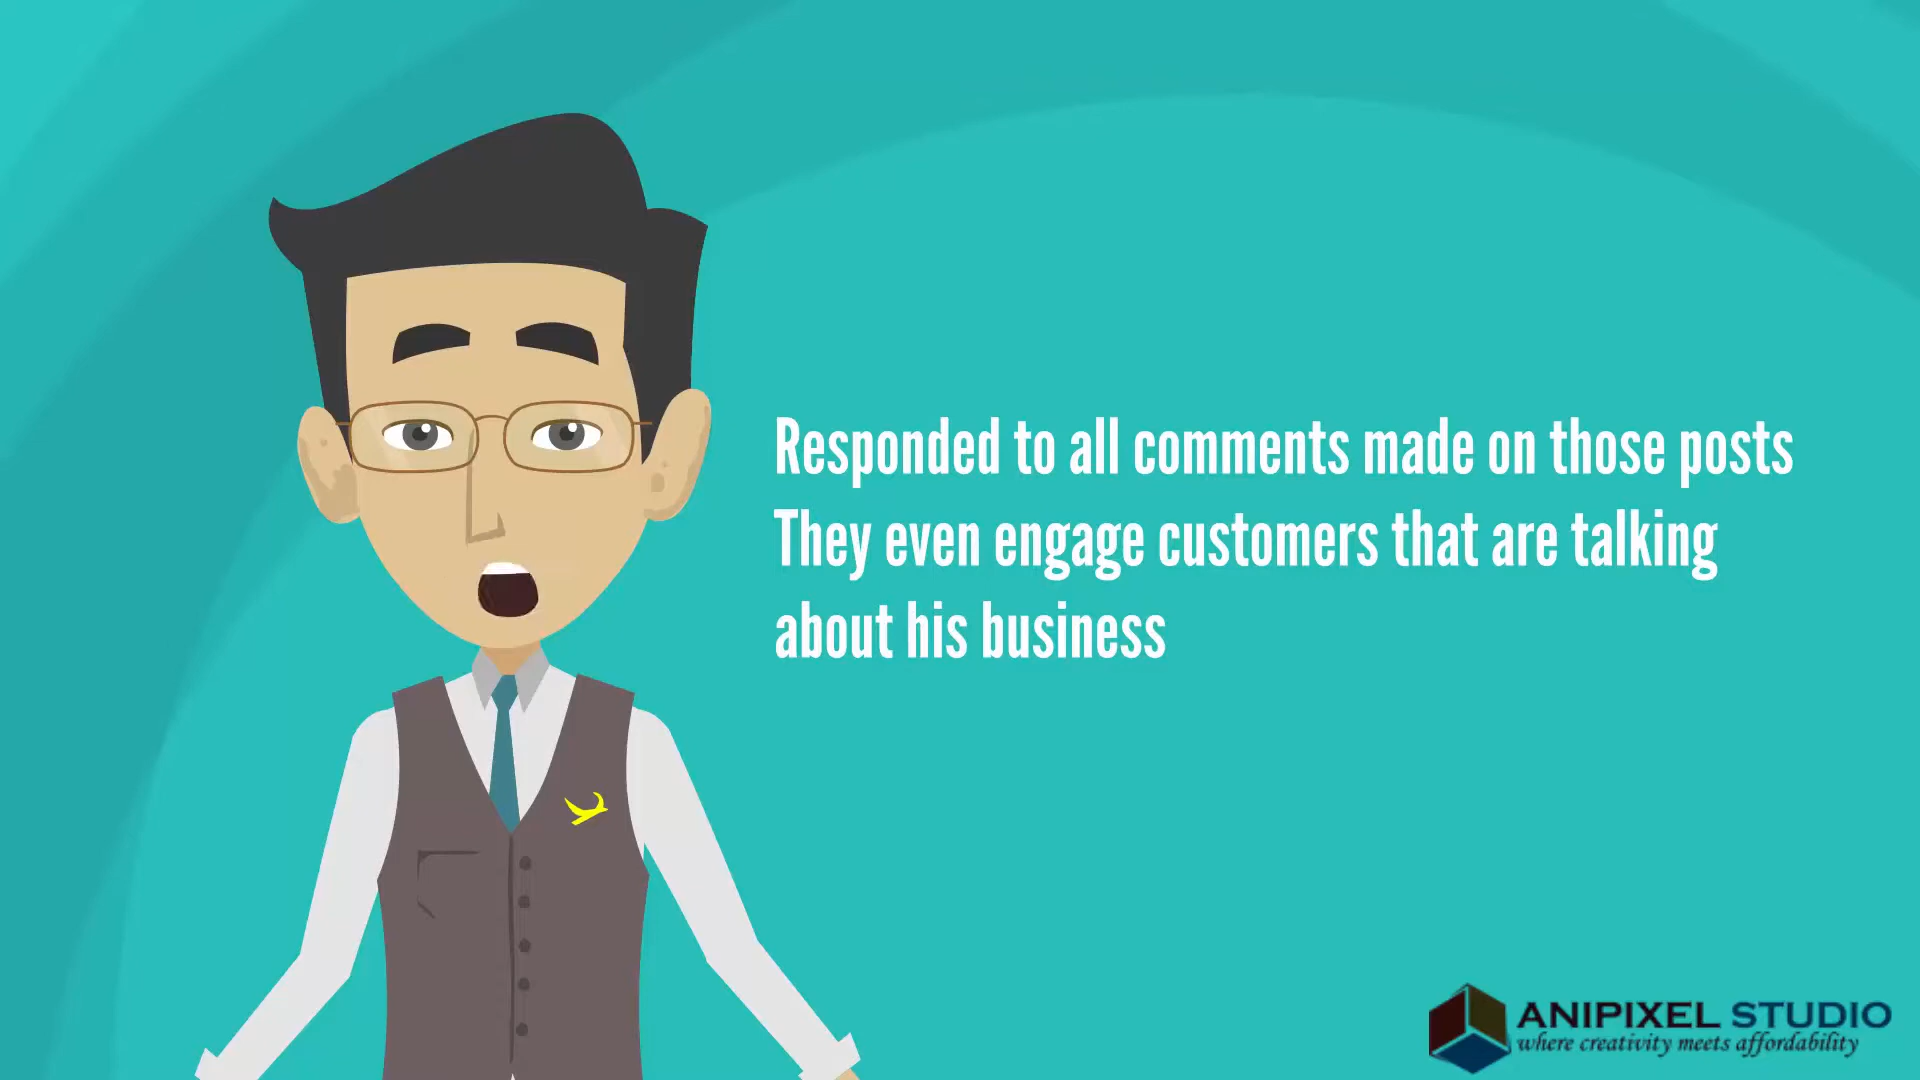 Responded to all comments made on those posts
They even engage customers that are talking
about his business
ANIPIXEL STUDIO
where creativity meets affordability